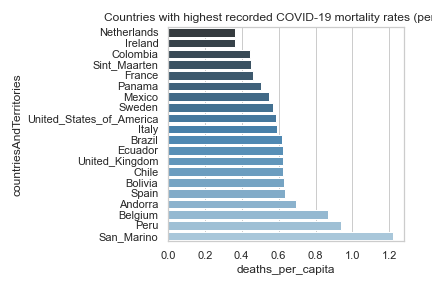 Countries with highest recorded COVID-19 mortality rates (per
Netherlands
Ireland
Colombia
Sint_Maarten
France
Panama
Mexico
Sweden
United_States_of_America
Italy
Brazil
Ecuador
United_Kingdom
Chile
Bolivia
Spain
Andorra
Belgium
Peru
San_Marino
countriesAndTerritories
0.0 0.2 0.4 0.6 0.8 1.0 1.2
deaths_per_capita